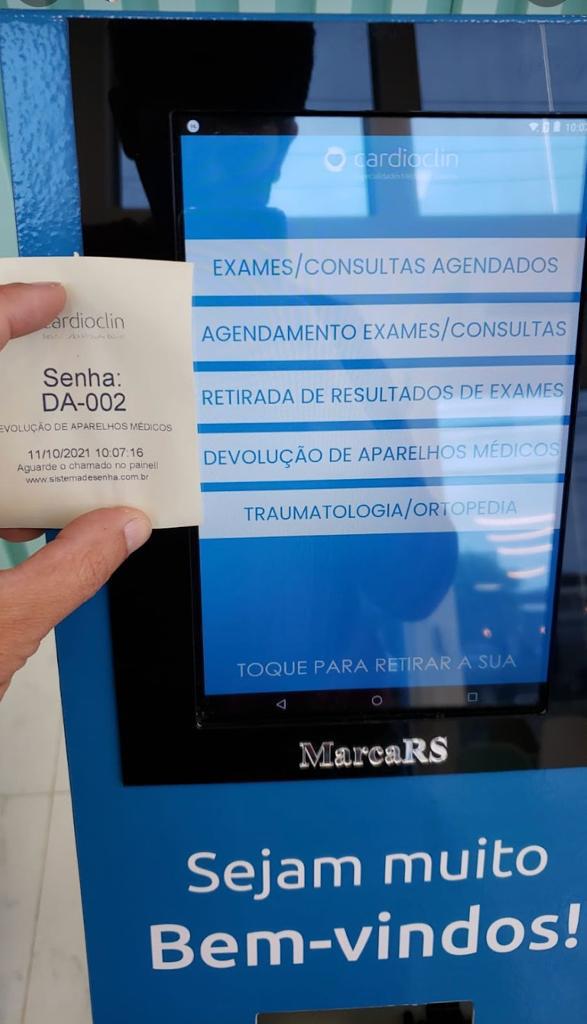 10:0
cardioclin
EXAMES/CONSULTAS AGENDADOS
AGENDAMENTO EXAMES/CONSULTAS
RETIRADA DE RESULTADOS DE EXAMES
DEVOLUÇÃO DE APARELHOS MÉDICOS
TRAUMATOLOGIA/ORTOPEDIA
TOQUE PARA RETIRAR A SUA
cardioclin
Senha:
DA-002
EVOLUÇÃO DE APARELHOS MÉDICOS
11/10/2021 10:07:16
Aguarde o chamado no painel!
www.sistemadesenha.com.br
MarcaRS
Sejam muito
Bem-vindos!